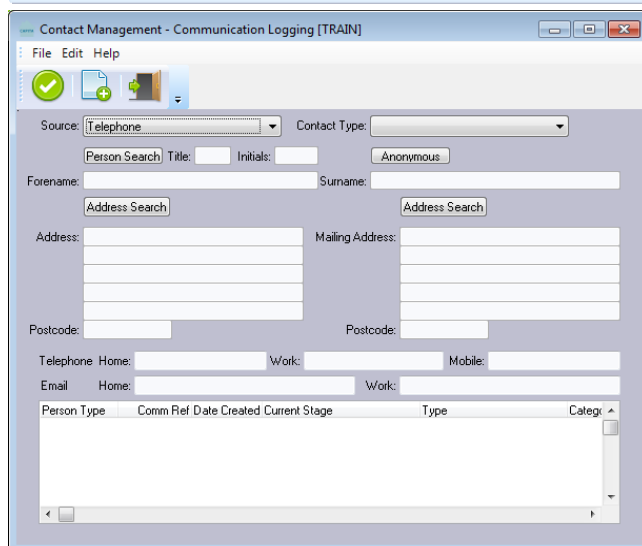 Contact Management - Communication Logging [TRAIN]
File Edit Help
Source: Telephone Contact Type:
Person Search Title: Initials: Anonymous
Forename: Surname:
Address Search Address Search
Address: Mailing Address:
Postcode: Postcode:
Telephone Home: Work: Mobile:
Email Home: Work:
Person Type Comm Ref Date Created Current Stage Type Catego